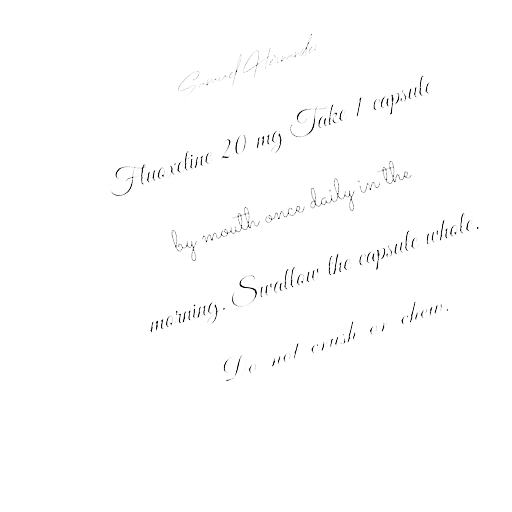 Samuel Hernandez
Fluoxetine 20 mg Take 1 capsule
by mouth once daily in the
morning. Swallow the capsule whole.
Do not crush or chew.